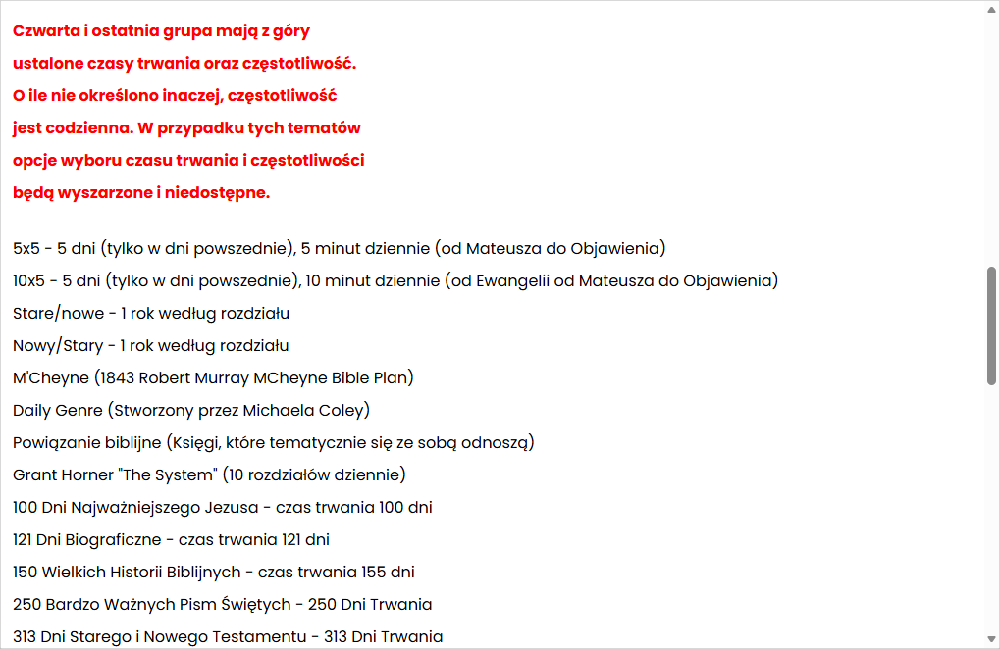 Czwarta i ostatnia grupa mają z góry
ustalone czasy trwania oraz częstotliwość.
O ile nie określono inaczej, częstotliwość
jest codzienna. W przypadku tych tematów
opcje wyboru czasu trwania i częstotliwości
będą wyszarzone i niedostępne.
5x5 - 5 dni (tylko w dni powszednie), 5 minut dziennie (od Mateusza do Objawienia)
10x5 - 5 dni (tylko w dni powszednie), 10 minut dziennie (od Ewangelii od Mateusza do Objawienia)
Stare/nowe - 1 rok według rozdziału
Nowy/Stary - 1 rok według rozdziału
M'Cheyne (1843 Robert Murray MCheyne Bible Plan)
Daily Genre (Stworzony przez Michaela Coley)
Powiązanie biblijne (Księgi, które tematycznie się ze sobą odnoszą)
Grant Horner "The System" (10 rozdziałów dziennie)
100 Dni Najważniejszego Jezusa - czas trwania 100 dni
121 Dni Biograficzne - czas trwania 121 dni
150 Wielkich Historii Biblijnych - czas trwania 155 dni
250 Bardzo Ważnych Pism Świętych - 250 Dni Trwania
313 Dni Starego i Nowego Testamentu - 313 Dni Trwania